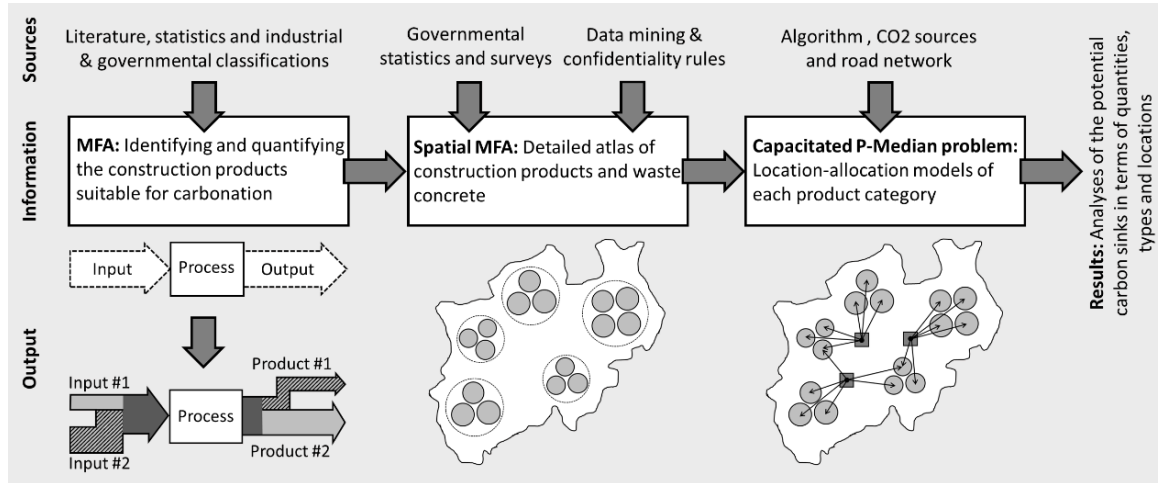 Sources
Literature, statistics and industrial
& governmental classifications
Governmental
statistics and surveys
Data mining &
confidentiality rules
Algorithm , CO2 sources
and road network
Information
MFA: Identifying and quantifying
the construction products
suitable for carbonation
Spatial MFA: Detailed atlas of
construction products and waste
concrete
Capacitated P-Median problem:
Location-allocation models of
each product category
Results: Analyses of the potential
carbon sinks in terms of quantities,
types and locations
Output
Input
Process
Output
Input #1
Input #2
Process
Product #1
Product #2